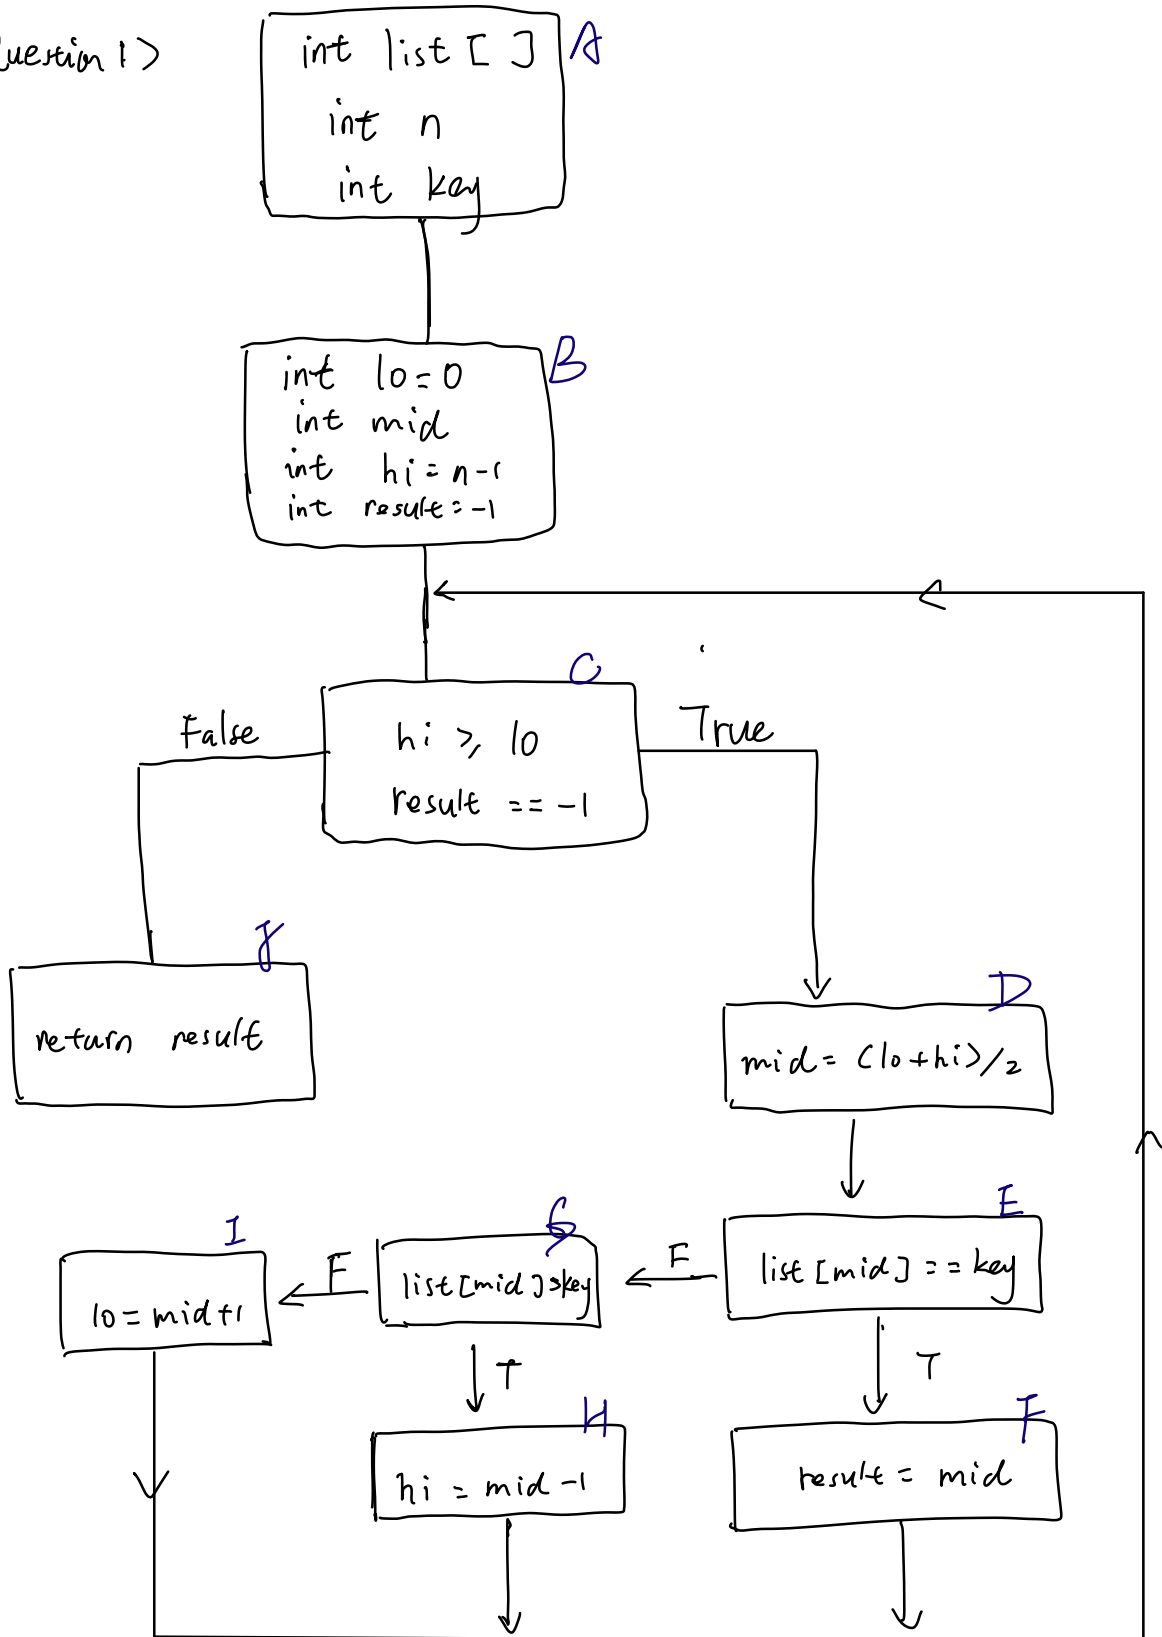 uestion 1>
int list [ ]
A
int n
int key
int lo=0
B
int mid
int hi = n-1
int result = -1
C
False
hi ≥ lo
True
result == -1
J
return result
D
mid = (lo+hi)/2
E
list [mid] == key
F
G
list [mid] >key
F
I
lo = mid+1
T
T
H
hi = mid -1
F
result = mid